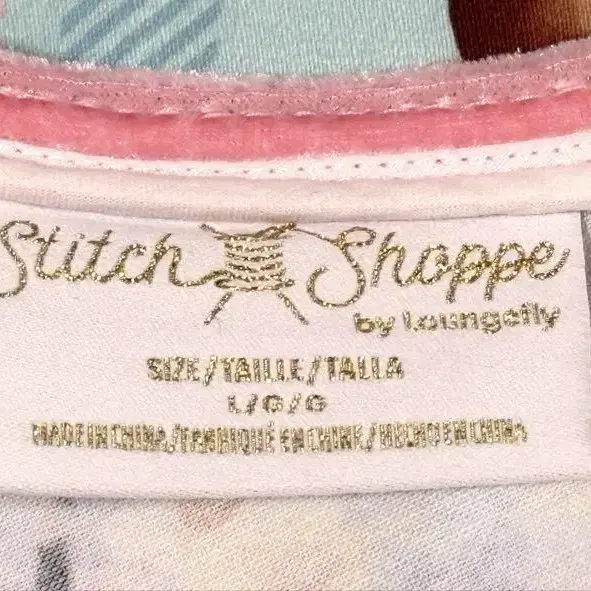 Stitch Shoppe
by Loungefly
SIZE/TAILLE/TALLA
L/G/G
MADE IN CHINA/FABRIQUÉ EN CHINE/HECHO EN CHINA